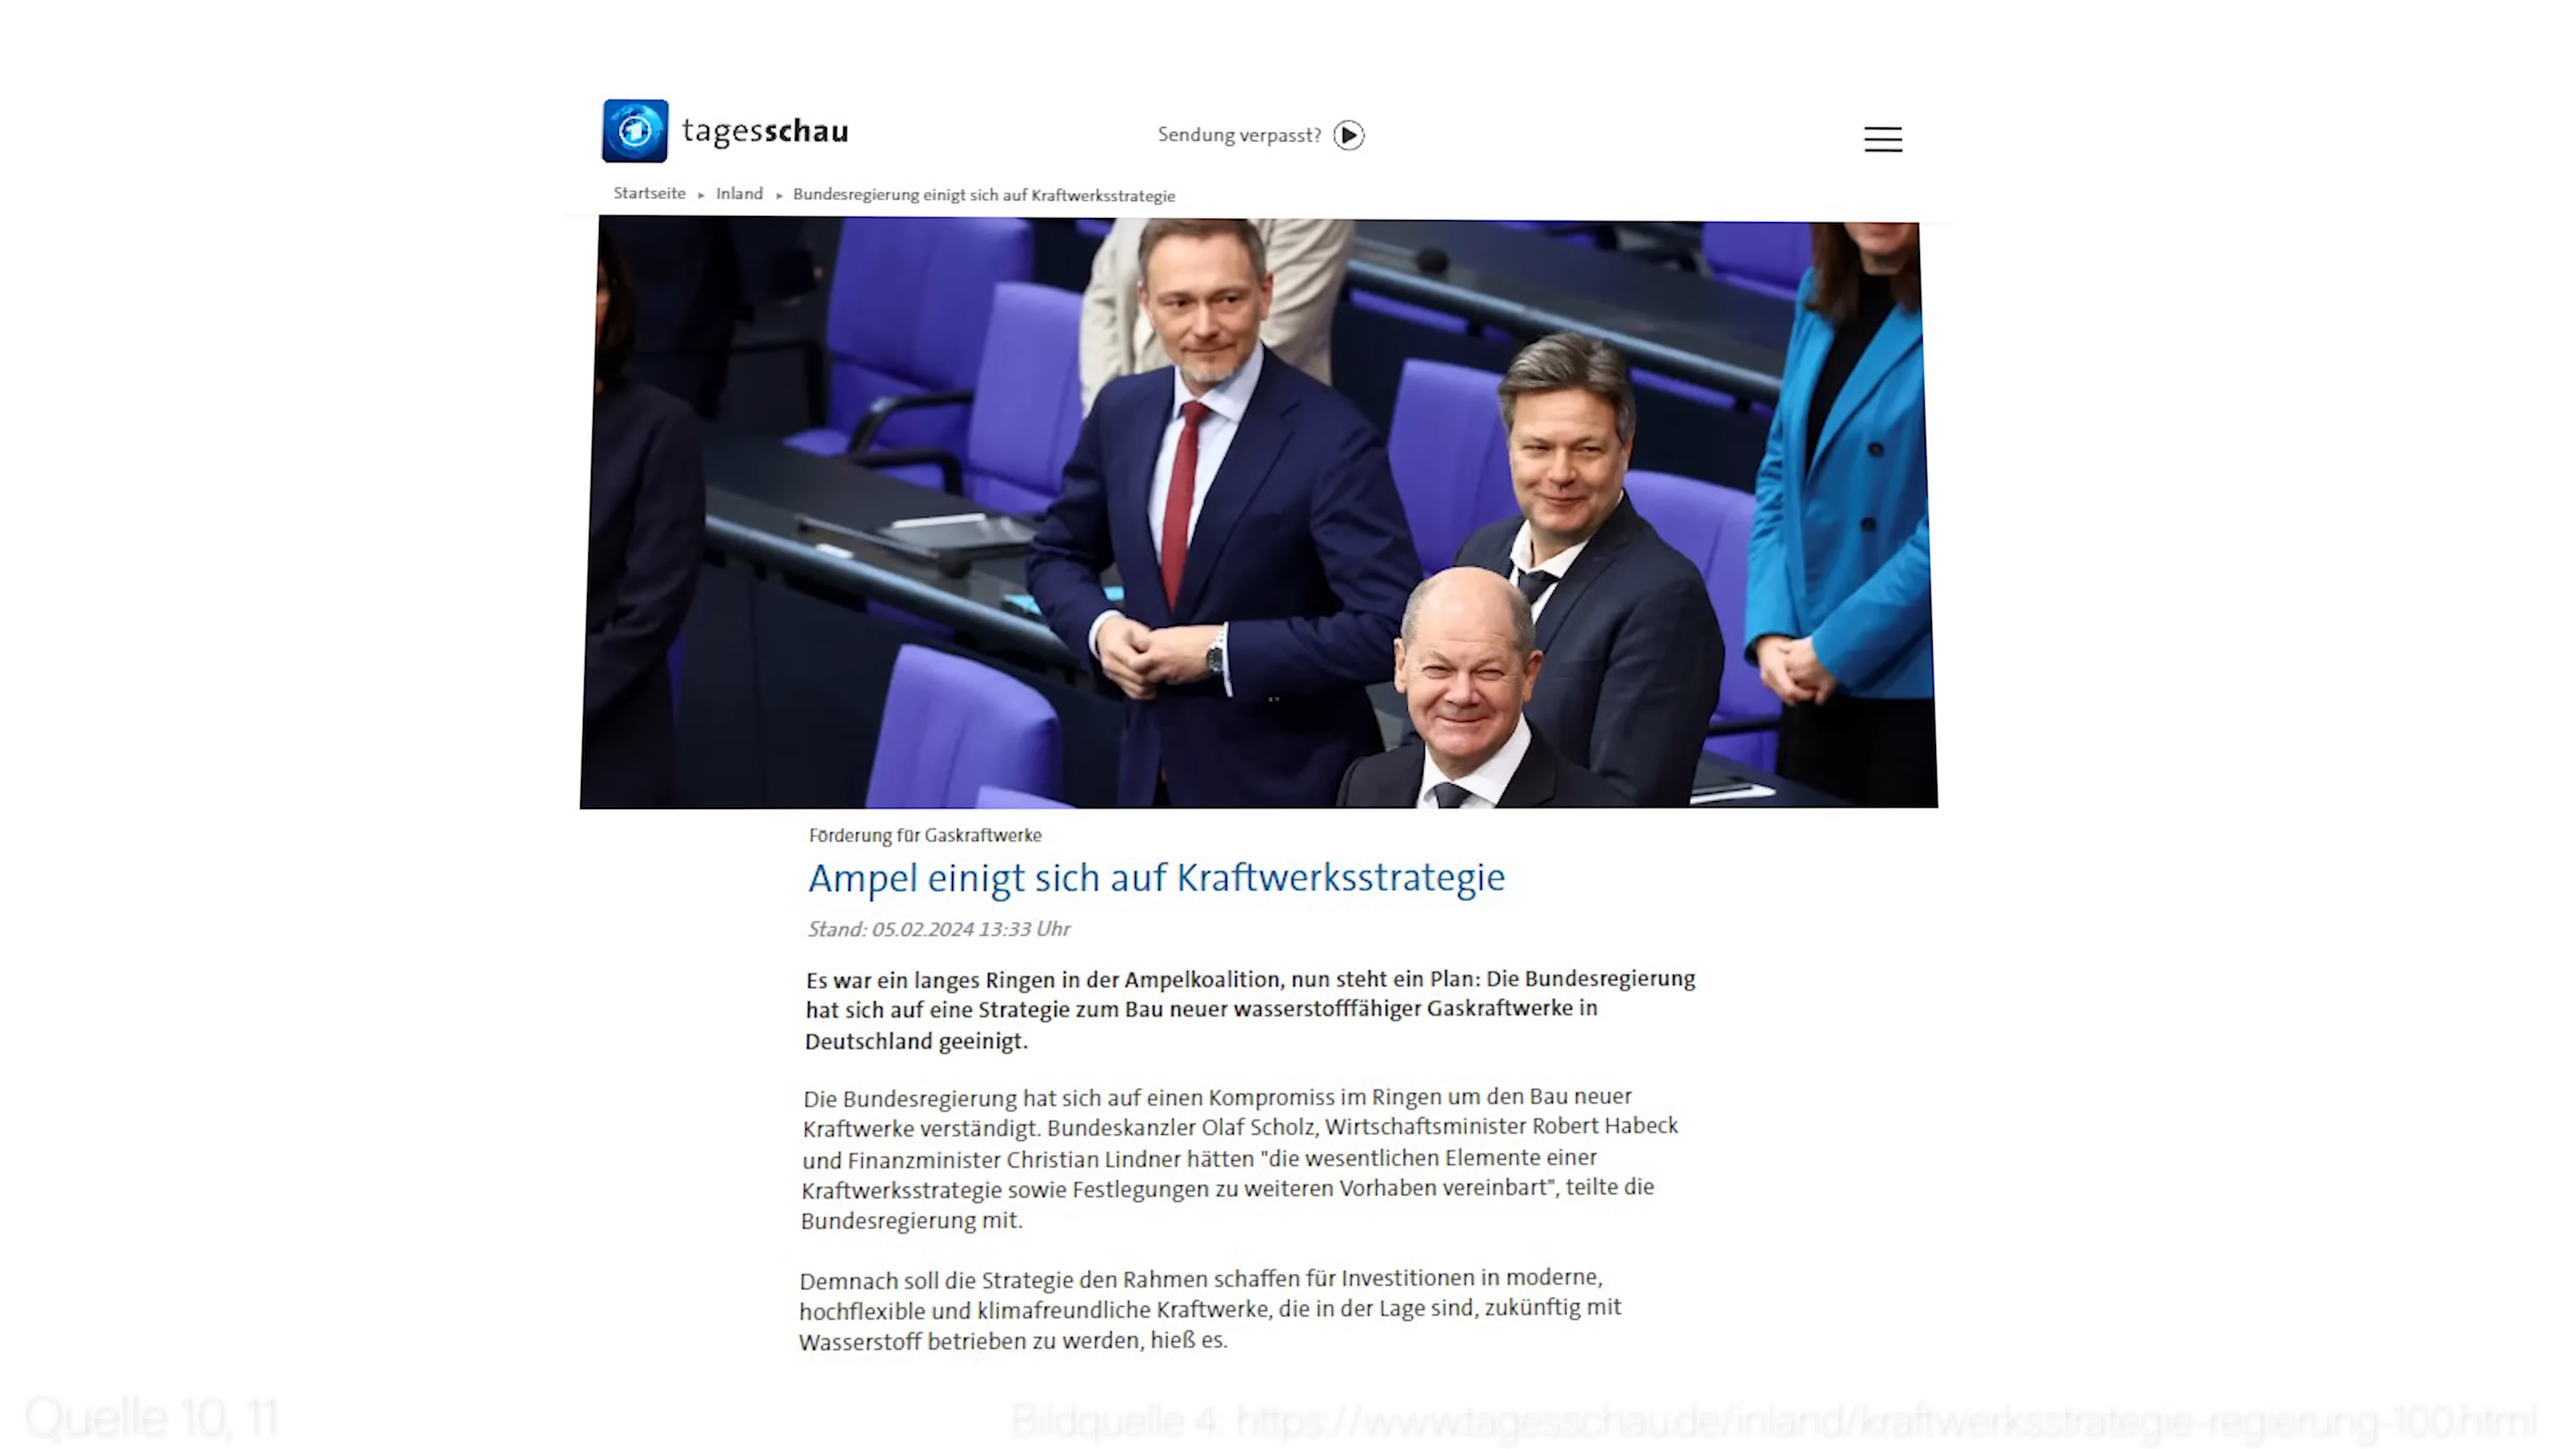 tagesschau
Sendung verpasst?
Startseite ▸ Inland ▸ Bundesregierung einigt sich auf Kraftwerksstrategie
Förderung für Gaskraftwerke
Ampel einigt sich auf Kraftwerksstrategie
Stand: 05.02.2024 13:33 Uhr
Es war ein langes Ringen in der Ampelkoalition, nun steht ein Plan: Die Bundesregierung
hat sich auf eine Strategie zum Bau neuer wasserstofffähiger Gaskraftwerke in
Deutschland geeinigt.
Die Bundesregierung hat sich auf einen Kompromiss im Ringen um den Bau neuer
Kraftwerke verständigt. Bundeskanzler Olaf Scholz, Wirtschaftsminister Robert Habeck
und Finanzminister Christian Lindner hätten "die wesentlichen Elemente einer
Kraftwerksstrategie sowie Festlegungen zu weiteren Vorhaben vereinbart", teilte die
Bundesregierung mit.
Demnach soll die Strategie den Rahmen schaffen für Investitionen in moderne,
hochflexible und klimafreundliche Kraftwerke, die in der Lage sind, zukünftig mit
Wasserstoff betrieben zu werden, hieß es.
Quelle 10, 11
Bildquelle 4: https://www.tagesschau.de/inland/kraftwerksstrategie-regierung-100.html